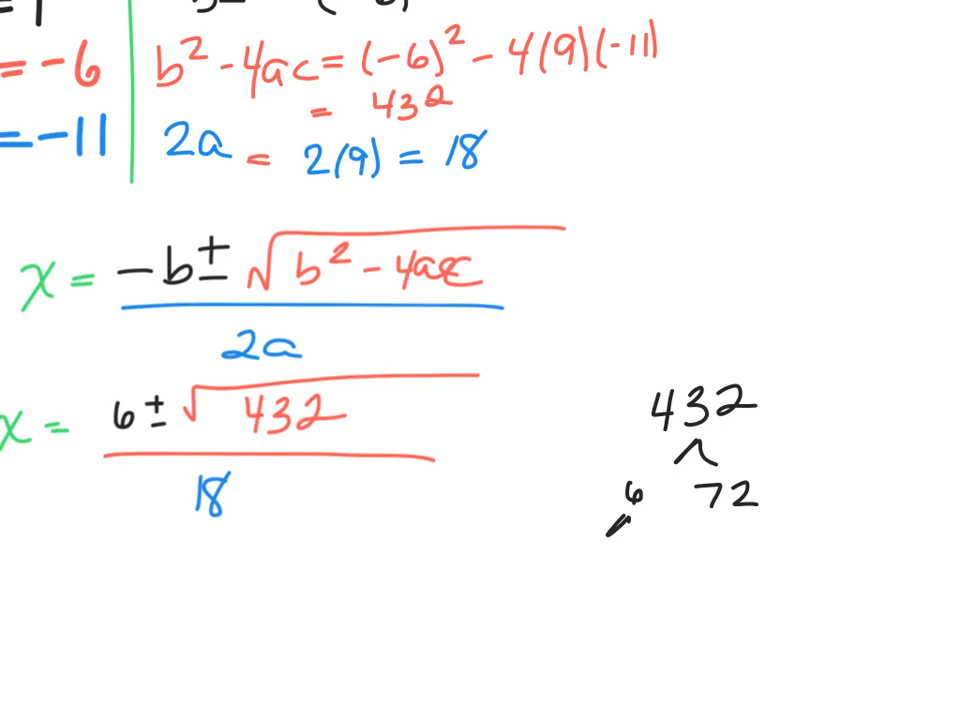 = -6
b² - 4ac = (-6)² - 4(9)(-11)
= 432
= -11
2a = 2(9) = 18
x = -b ± √b² - 4ac
2a
x = 6 ± √432
18
432
6 72